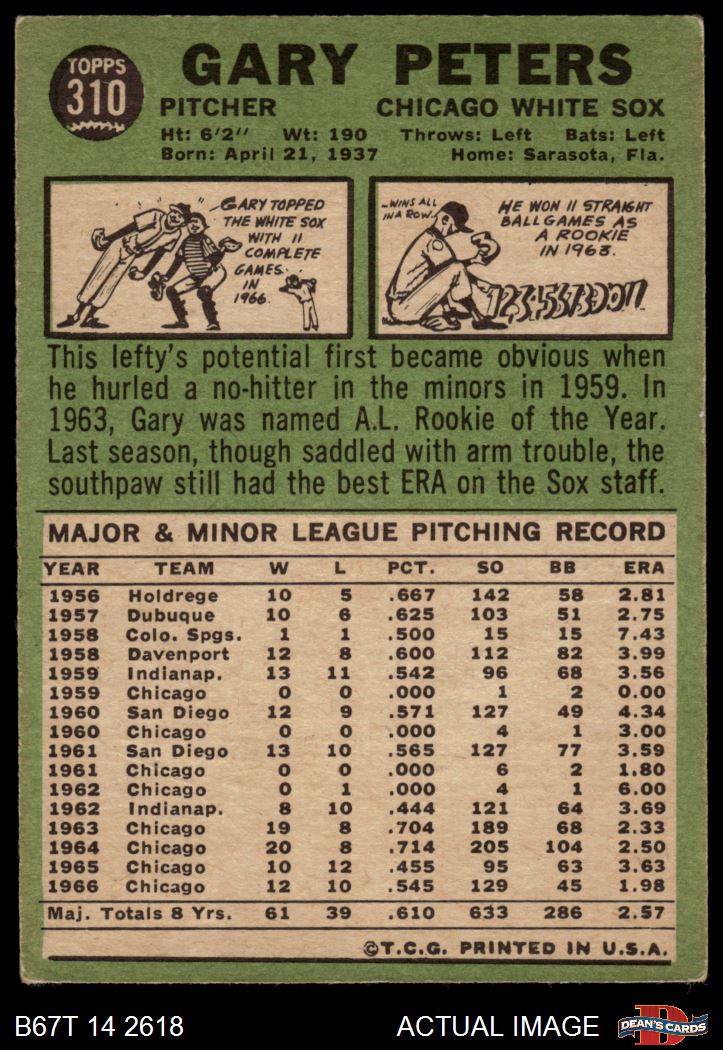 TOPPS
310
GARY PETERS
PITCHER CHICAGO WHITE SOX
Ht: 6'2" Wt: 190 Throws: Left Bats: Left
Born: April 21, 1937 Home: Sarasota, Fla.
GARY TOPPED
THE WHITE SOX
WITH 11
COMPLETE
GAMES
IN
1966.
..WINS ALL
IN A ROW..
HE WON 11 STRAIGHT
BALLGAMES AS
A ROOKIE
IN 1963.
This lefty's potential first became obvious when
he hurled a no-hitter in the minors in 1959. In
1963, Gary was named A.L. Rookie of the Year.
Last season, though saddled with arm trouble, the
southpaw still had the best ERA on the Sox staff.
MAJOR & MINOR LEAGUE PITCHING RECORD
YEAR TEAM W L PCT. SO BB ERA
1956 Holdrege 10 5 .667 142 58 2.81
1957 Dubuque 10 6 .625 103 51 2.75
1958 Colo. Spgs. 1 1 .500 15 15 7.43
1958 Davenport 12 8 .600 112 82 3.99
1959 Indianap. 13 11 .542 96 68 3.56
1959 Chicago 0 0 .000 1 2 0.00
1960 San Diego 12 9 .571 127 49 4.34
1960 Chicago 0 0 .000 4 1 3.00
1961 San Diego 13 10 .565 127 77 3.59
1961 Chicago 0 0 .000 6 2 1.80
1962 Chicago 0 1 .000 4 1 6.00
1962 Indianap. 8 10 .444 121 64 3.69
1963 Chicago 19 8 .704 189 68 2.33
1964 Chicago 20 8 .714 205 104 2.50
1965 Chicago 10 12 .455 95 63 3.63
1966 Chicago 12 10 .545 129 45 1.98
Maj. Totals 8 Yrs. 61 39 .610 633 286 2.57
©T.C.G. PRINTED IN U.S.A.
B67T 14 2618 ACTUAL IMAGE DEAN'S CARDS